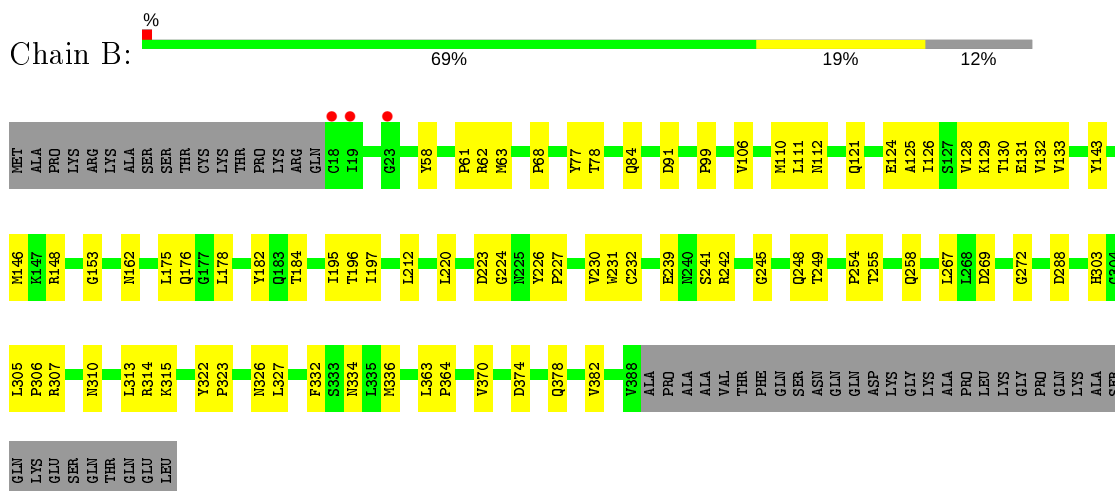 %
Chain B:
69% 19% 12%
MET ALA PRO LYS ARG LYS ALA SER SER THR CYS LYS THR PRO LYS ARG GLN C18 I19 G23 Y58 P61 R62 M63 P68 Y77 T78 Q84 D91 P99 V106 M110 L111 N112 Q121 E124 A125 I126 S127 V128 K129 T130 E131 V132 V133 Y143
M146 K147 R148 G153 N162 L175 Q176 G177 L178 Y182 Q183 T184 I195 T196 I197 L212 L220 D223 G224 N225 Y226 P227 V230 W231 C232 E239 N240 S241 R242 G245 Q248 T249 P254 T255 Q258 L267 L268 D269 G272 D288 H303 G304
L305 P306 R307 N310 L313 R314 K315 Y322 P323 N326 L327 F332 S333 N334 L335 M336 L363 P364 V370 D374 Q378 V382 V388 ALA PRO ALA ALA VAL THR PHE GLN SER ASN GLN GLN ASP LYS GLY LYS ALA PRO LEU LYS GLY PRO GLN LYS ALA SER
GLN LYS GLU SER GLN THR GLN GLU LEU